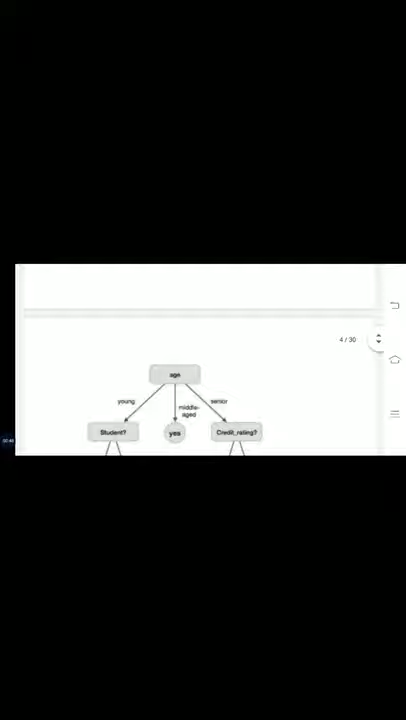 4 / 30
age
young
middle-
aged
senior
Student?
yes
Credit_rating?